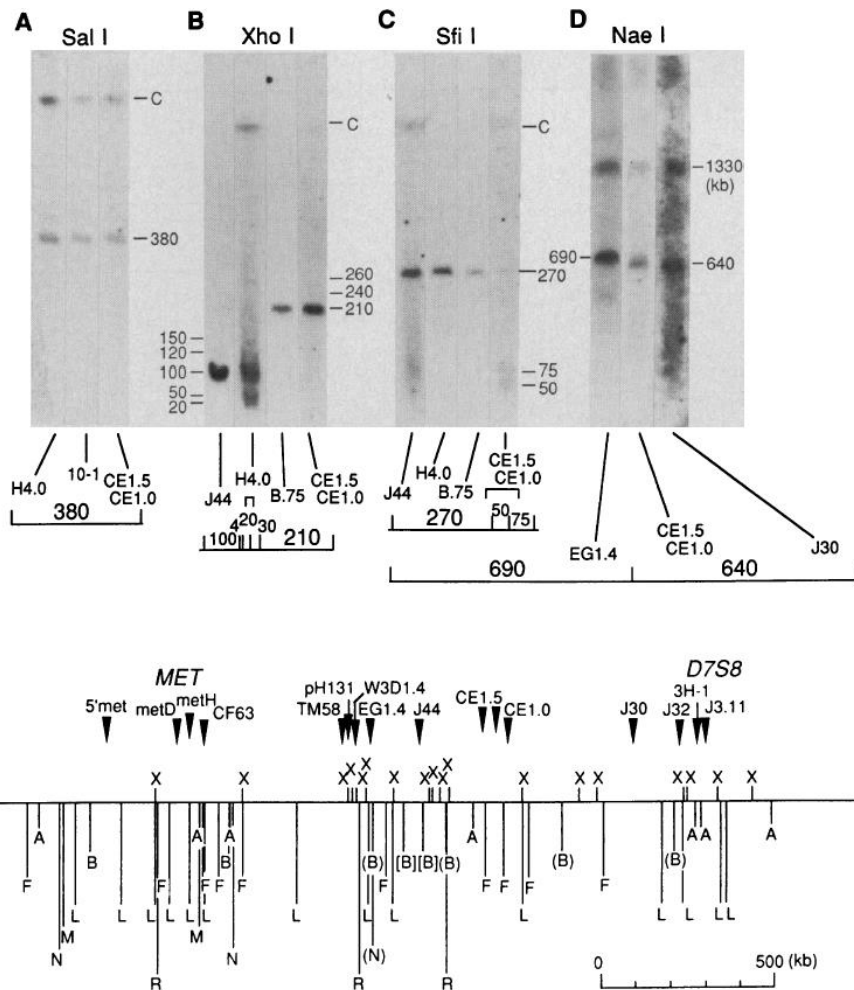 A B C D
Sal I Xho I Sfi I Nae I
C
C
C
1330
(kb)
380
690
640
260
240
210
270
150
120
100
50
20
75
50
H4.0 10-1 CE1.5
CE1.0
380
J44 H4.0 B.75 CE1.5
CE1.0
100 4 20 30 210
J44 H4.0 B.75 CE1.5
CE1.0
270 50 75
EG1.4 CE1.5
CE1.0 J30
690 640
MET D7S8
5'met metD metH CF63 TM58 pH131 W3D1.4 EG1.4 J44 CE1.5 CE1.0 J30 J32 3H-1 J3.11
X X X X X X X X X X X X X X X X X X X X
A A A A A A A
B B (B) [B] [B] (B) (B) (B)
F F F F F F F F F F
L L L L L L L L L L L L L
M M
N N (N)
R R R
0 500 (kb)